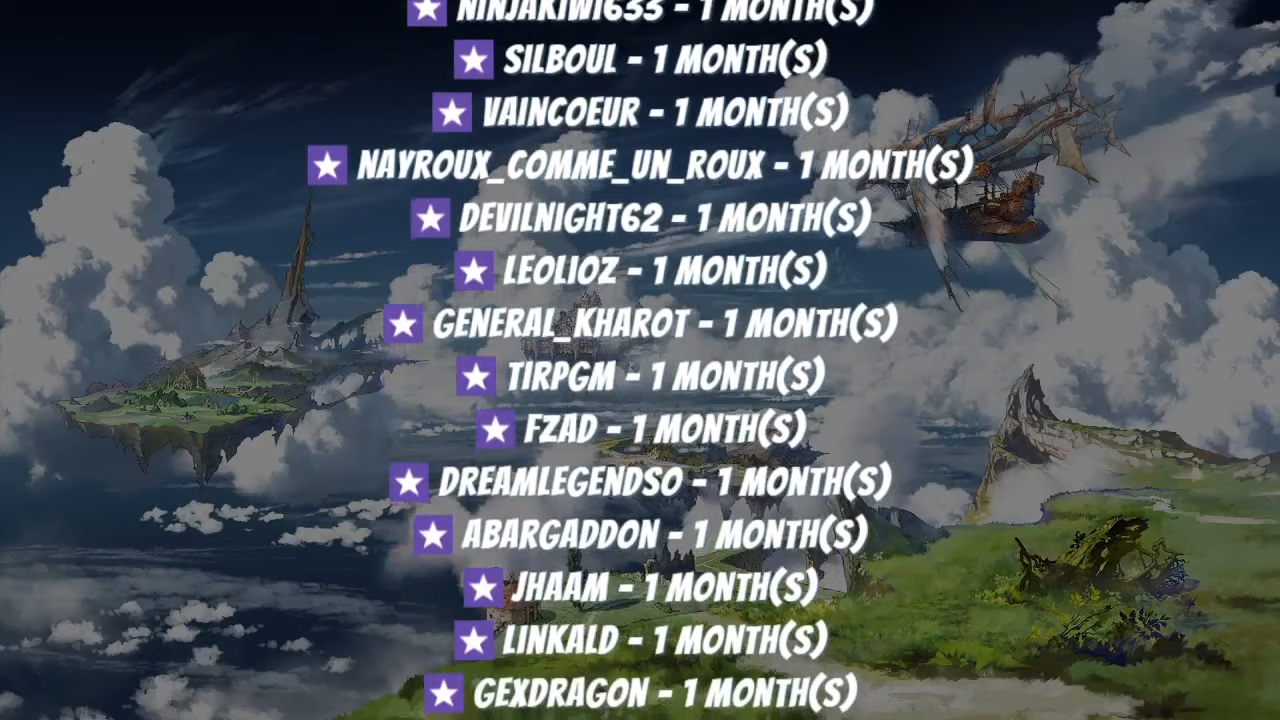 NINJAKIWI633 - 1 MONTH(S)
SILBOUL - 1 MONTH(S)
VAINCOEUR - 1 MONTH(S)
NAYROUX_COMME_UN_ROUX - 1 MONTH(S)
DEVILNIGHT62 - 1 MONTH(S)
LEOLIOZ - 1 MONTH(S)
GENERAL_KHAROT - 1 MONTH(S)
TIRPGM - 1 MONTH(S)
FZAD - 1 MONTH(S)
DREAMLEGENDSO - 1 MONTH(S)
ABARGADDON - 1 MONTH(S)
JHAAM - 1 MONTH(S)
LINKALD - 1 MONTH(S)
GEXDRAGON - 1 MONTH(S)